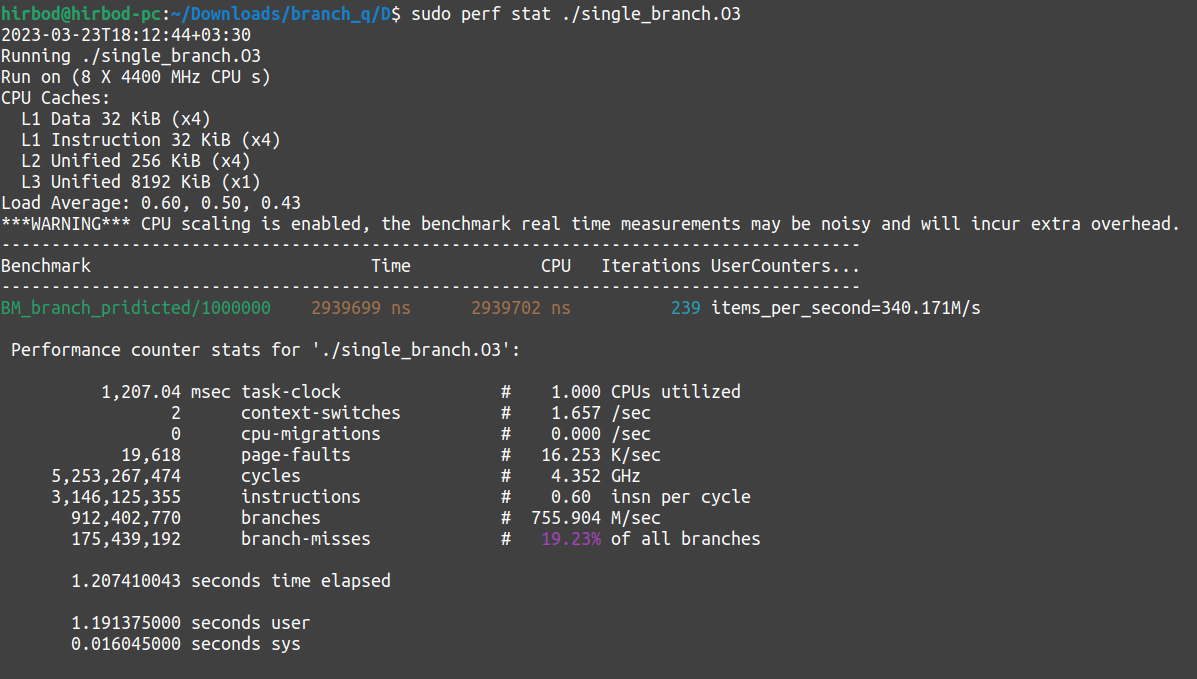 hirbod@hirbod-pc:~/Downloads/branch_q/D$ sudo perf stat ./single_branch.O3
2023-03-23T18:12:44+03:30
Running ./single_branch.O3
Run on (8 X 4400 MHz CPU s)
CPU Caches:
  L1 Data 32 KiB (x4)
  L1 Instruction 32 KiB (x4)
  L2 Unified 256 KiB (x4)
  L3 Unified 8192 KiB (x1)
Load Average: 0.60, 0.50, 0.43
***WARNING*** CPU scaling is enabled, the benchmark real time measurements may be noisy and will incur extra overhead.
--------------------------------------------------------------------------------------
Benchmark                            Time             CPU   Iterations UserCounters...
--------------------------------------------------------------------------------------
BM_branch_pridicted/1000000    2939699 ns      2939702 ns          239 items_per_second=340.171M/s
 Performance counter stats for './single_branch.O3':
          1,207.04 msec task-clock                #    1.000 CPUs utilized
                 2      context-switches          #    1.657 /sec
                 0      cpu-migrations            #    0.000 /sec
            19,618      page-faults               #   16.253 K/sec
     5,253,267,474      cycles                    #    4.352 GHz
     3,146,125,355      instructions              #    0.60  insn per cycle
       912,402,770      branches                  #  755.904 M/sec
       175,439,192      branch-misses             #   19.23% of all branches
       1.207410043 seconds time elapsed
       1.191375000 seconds user
       0.016045000 seconds sys